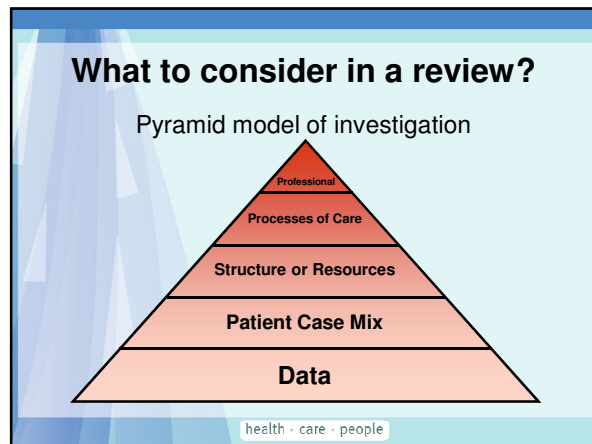 What to consider in a review?
Pyramid model of investigation
Professional
Processes of Care
Structure or Resources
Patient Case Mix
Data
health • care • people